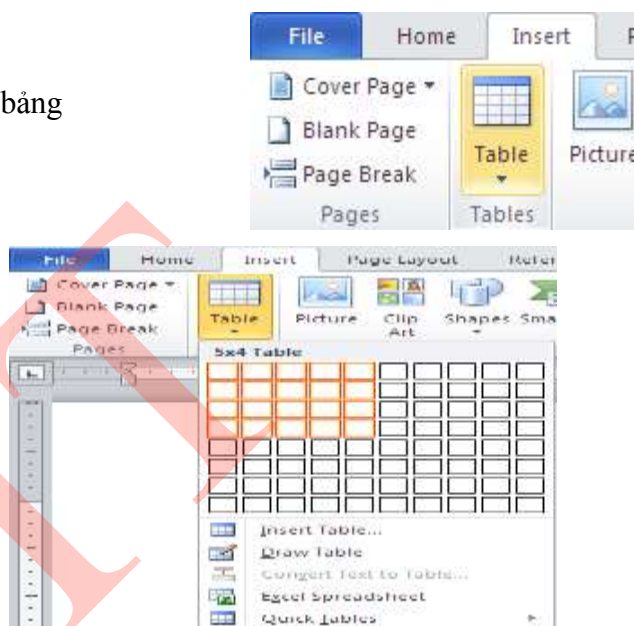 File Home Insert
bảng
Cover Page
Blank Page
Page Break
Table
Picture
Pages Tables
File Home Insert Page Layout Refer
Cover Page
Blank Page
Page Break
Table Picture Clip Art Shapes Sma
Pages
5x4 Table
Insert Table...
Draw Table
Convert Text to Table...
Excel Spreadsheet
Quick Tables